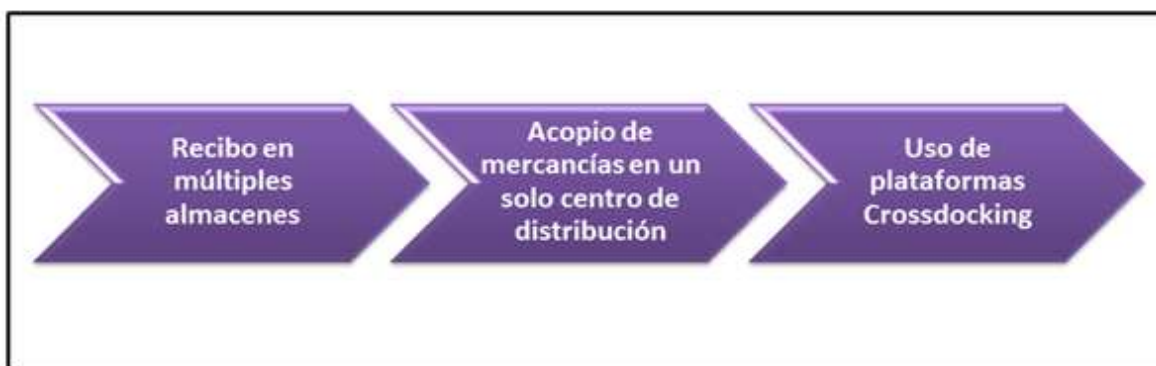 Recibo en
múltiples
almacenes
Acopio de
mercancías en un
solo centro de
distribución
Uso de
plataformas
Crossdocking